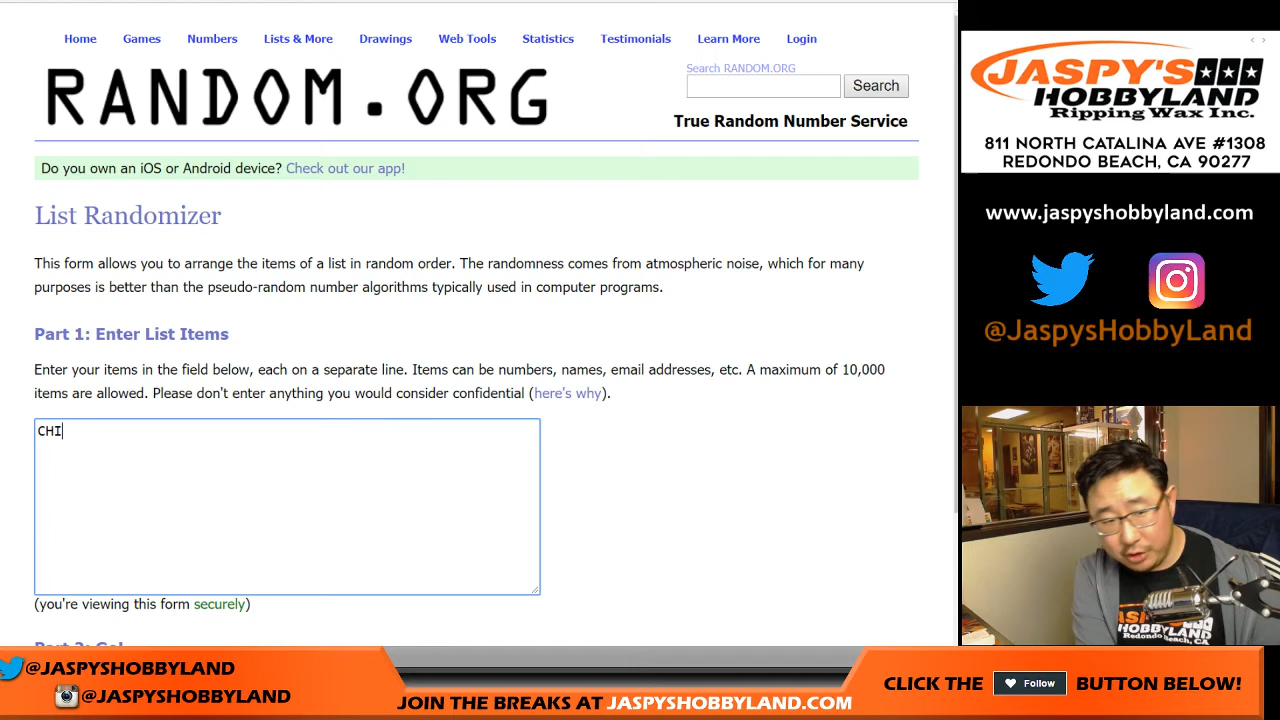 Home Games Numbers Lists & More Drawings Web Tools Statistics Testimonials Learn More Login
RANDOM.ORG
Search RANDOM.ORG
Search
True Random Number Service
Do you own an iOS or Android device? Check out our app!
List Randomizer
This form allows you to arrange the items of a list in random order. The randomness comes from atmospheric noise, which for many
purposes is better than the pseudo-random number algorithms typically used in computer programs.
Part 1: Enter List Items
Enter your items in the field below, each on a separate line. Items can be numbers, names, email addresses, etc. A maximum of 10,000
items are allowed. Please don't enter anything you would consider confidential (here's why).
CHI
(you're viewing this form securely)
JASPY'S
HOBBYLAND
Ripping Wax Inc.
811 NORTH CATALINA AVE #1308
REDONDO BEACH, CA 90277
www.jaspyshobbyland.com
@JaspysHobbyLand
HOBBYLAND
Redondo Beach,
@JASPYSHOBBYLAND
@JASPYSHOBBYLAND
JOIN THE BREAKS AT JASPYSHOBBYLAND.COM
CLICK THE Follow BUTTON BELOW!